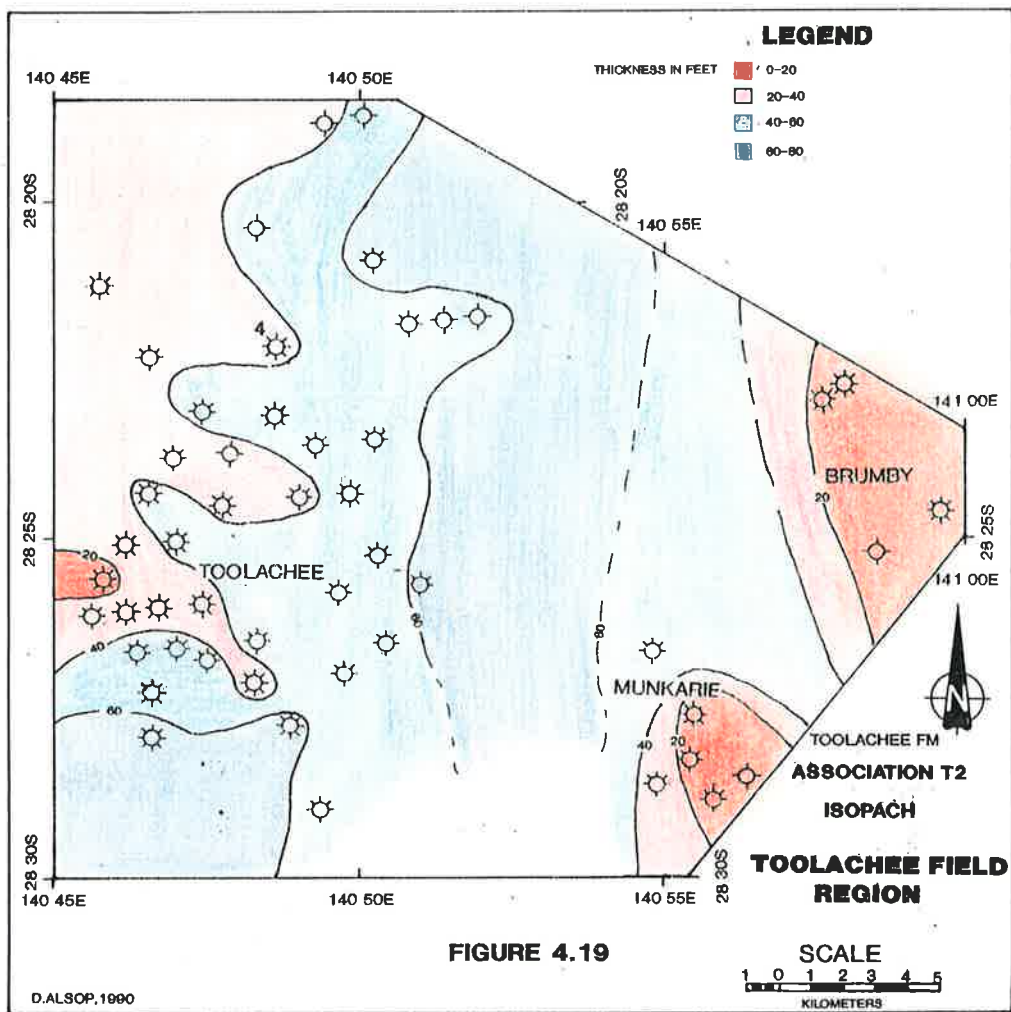 LEGEND
THICKNESS IN FEET
0-20
20-40
40-60
60-80
140 45E
140 50E
28 20S
28 20S
140 55E
4
141 00E
BRUMBY
20
28 25S
28 25S
141 00E
20
TOOLACHEE
40
60
80
60
N
MUNKARIE
40
20
TOOLACHEE FM
ASSOCIATION T2
ISOPACH
28 30S
28 30S
TOOLACHEE FIELD
REGION
140 45E
140 50E
140 55E
FIGURE 4.19
SCALE
1 0 1 2 3 4 5
KILOMETERS
D.ALSOP,1990